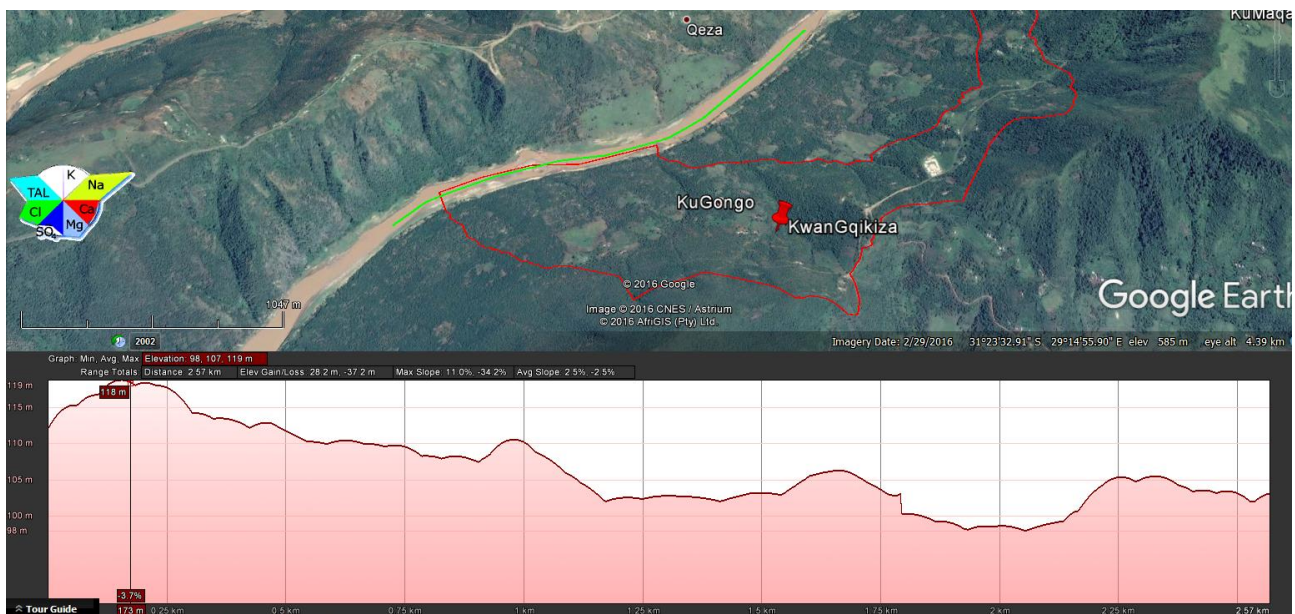 KuMaqa
Qeza
K
Na
TAL
Cl
Ca
SO₄
Mg
KuGongo
KwanGqikiza
1047 m
© 2016 Google
Image © 2016 CNES / Astrium
© 2016 AfriGIS (Pty) Ltd.
Google Earth
2002
Imagery Date: 2/29/2016 31°23'32.91" S 29°14'55.90" E elev 585 m eye alt 4.39 km
Graph: Min, Avg, Max Elevation: 98, 107, 119 m
Range Totals: Distance: 2.57 km Elev Gain/Loss: 28.2 m, -37.2 m Max Slope: 11.0%, -34.2% Avg Slope: 2.5%, -2.5%
119 m
118 m
115 m
110 m
105 m
100 m
98 m
-3.7%
Tour Guide
173 m 0.25 km 0.5 km 0.75 km 1 km 1.25 km 1.5 km 1.75 km 2 km 2.25 km 2.57 km